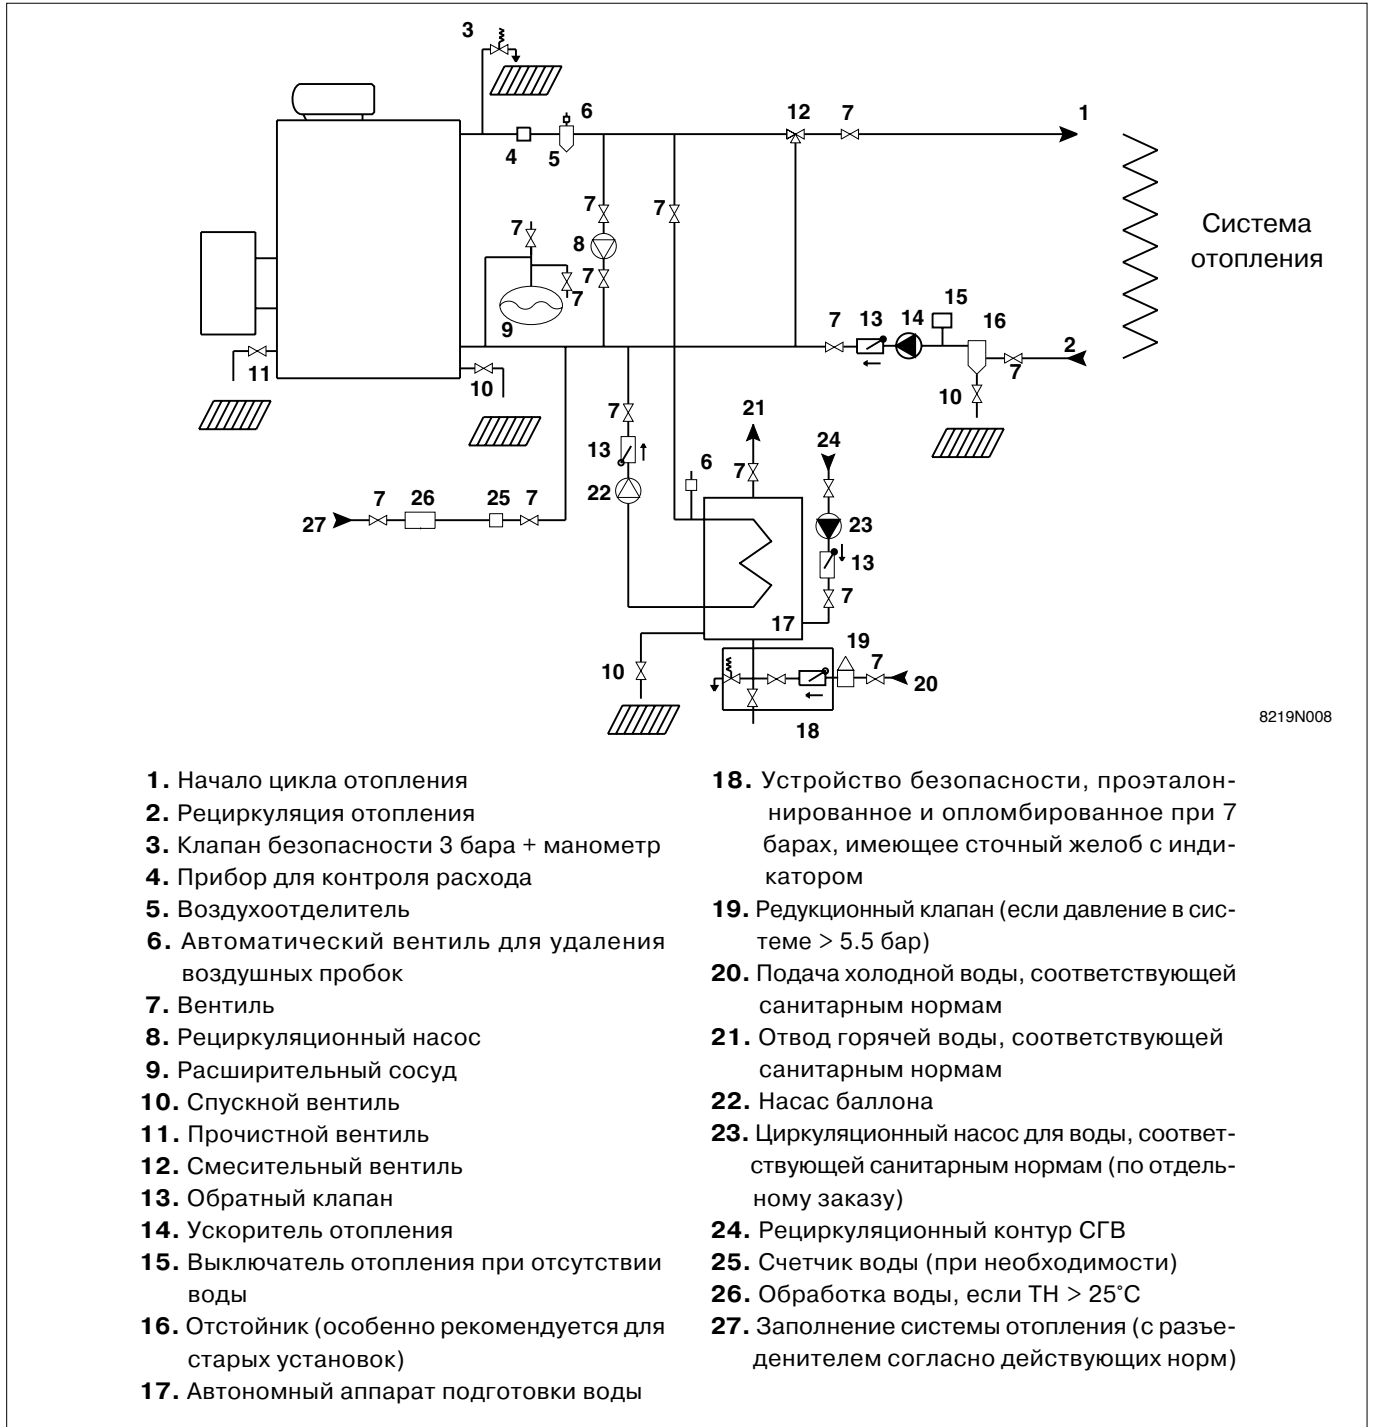 3
6
12
7
1
4
5
7
7
7
8
Система
отопления
7
7
15
9
7
13
14
16
2
7
11
10
10
7
21
24
13
6
7
7
26
25
7
22
23
27
13
7
17
19
10
7
20
18
8219N008
1. Начало цикла отопления
2. Рециркуляция отопления
3. Клапан безопасности 3 бара + манометр
4. Прибор для контроля расхода
5. Воздухоотделитель
6. Автоматический вентиль для удаления
воздушных пробок
7. Вентиль
8. Рециркуляционный насос
9. Расширительный сосуд
10. Спускной вентиль
11. Прочистной вентиль
12. Смесительный вентиль
13. Обратный клапан
14. Ускоритель отопления
15. Выключатель отопления при отсутствии
воды
16. Отстойник (особенно рекомендуется для
старых установок)
17. Автономный аппарат подготовки воды
18. Устройство безопасности, проэталон-
нированное и опломбированное при 7
барах, имеющее сточный желоб с инди-
катором
19. Редукционный клапан (если давление в сис-
теме > 5.5 бар)
20. Подача холодной воды, соответствующей
санитарным нормам
21. Отвод горячей воды, соответствующей
санитарным нормам
22. Насас баллона
23. Циркуляционный насос для воды, соответ-
ствующей санитарным нормам (по отдель-
ному заказу)
24. Рециркуляционный контур СГВ
25. Счетчик воды (при необходимости)
26. Обработка воды, если ТН > 25°C
27. Заполнение системы отопления (с разъе-
денителем согласно действующих норм)